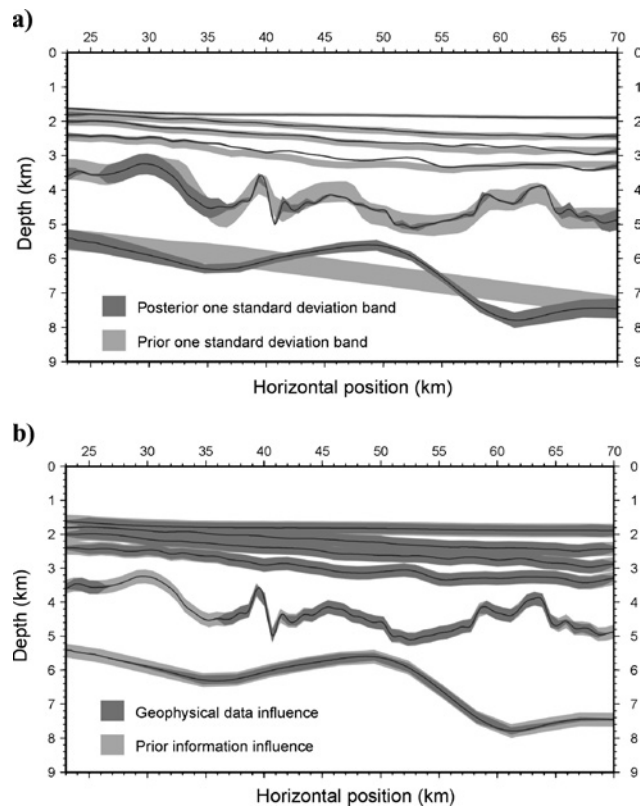 a)
25 30 35 40 45 50 55 60 65 70
0 0
1 1
2 2
3 3
4 4
5 5
6 6
7 7
8 8
9 9
Depth (km)
Posterior one standard deviation band
Prior one standard deviation band
Horizontal position (km)
b)
25 30 35 40 45 50 55 60 65 70
0 0
1 1
2 2
3 3
4 4
5 5
6 6
7 7
8 8
9 9
Depth (km)
Geophysical data influence
Prior information influence
Horizontal position (km)